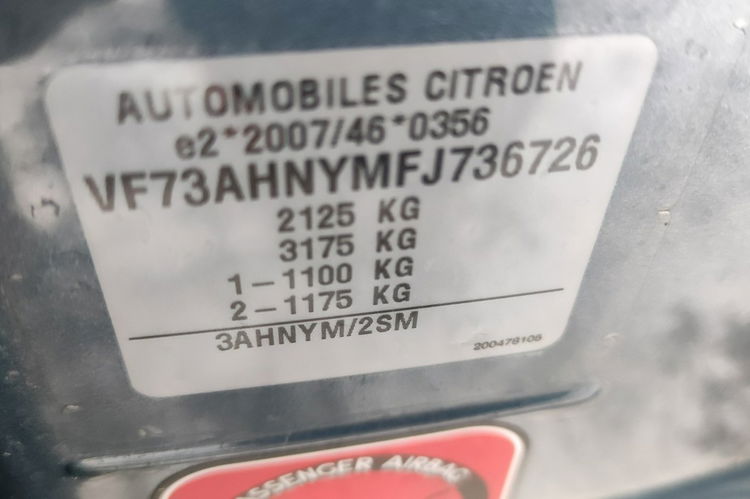 AUTOMOBILES CITROEN
e2*2007/46*0356
VF73AHNYMFJ736726
2125 KG
3175 KG
1-1100 KG
2-1175 KG
3AHNYM/2SM
200478105
PASSENGER AIRBAG